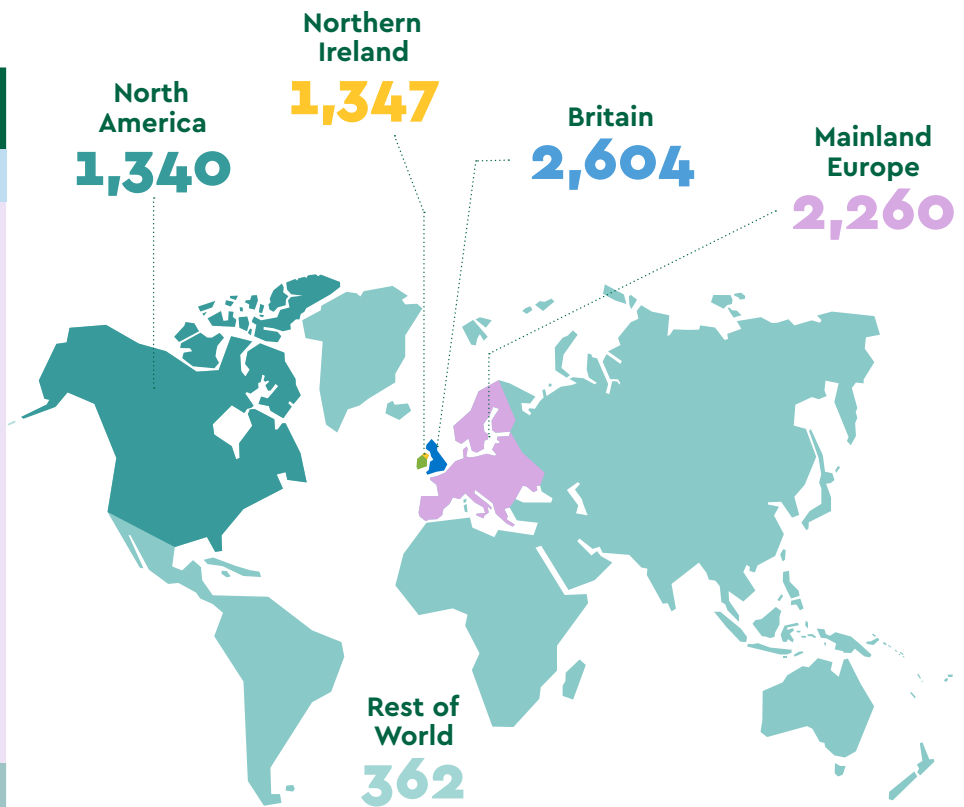 Northern
Ireland
1,347
North
America
1,340
Britain
2,604
Mainland
Europe
2,260
Rest of
World
362